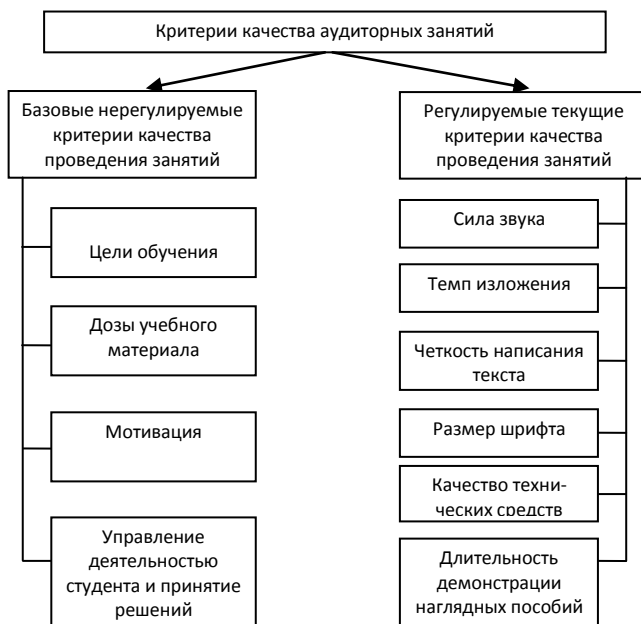 Критерии качества аудиторных занятий
Базовые нерегулируемые
критерии качества
проведения занятий
Цели обучения
Дозы учебного
материала
Мотивация
Управление
деятельностью
студента и принятие
решений
Регулируемые текущие
критерии качества
проведения занятий
Сила звука
Темп изложения
Четкость написания
текста
Размер шрифта
Качество техни-
ческих средств
Длительность
демонстрации
наглядных пособий